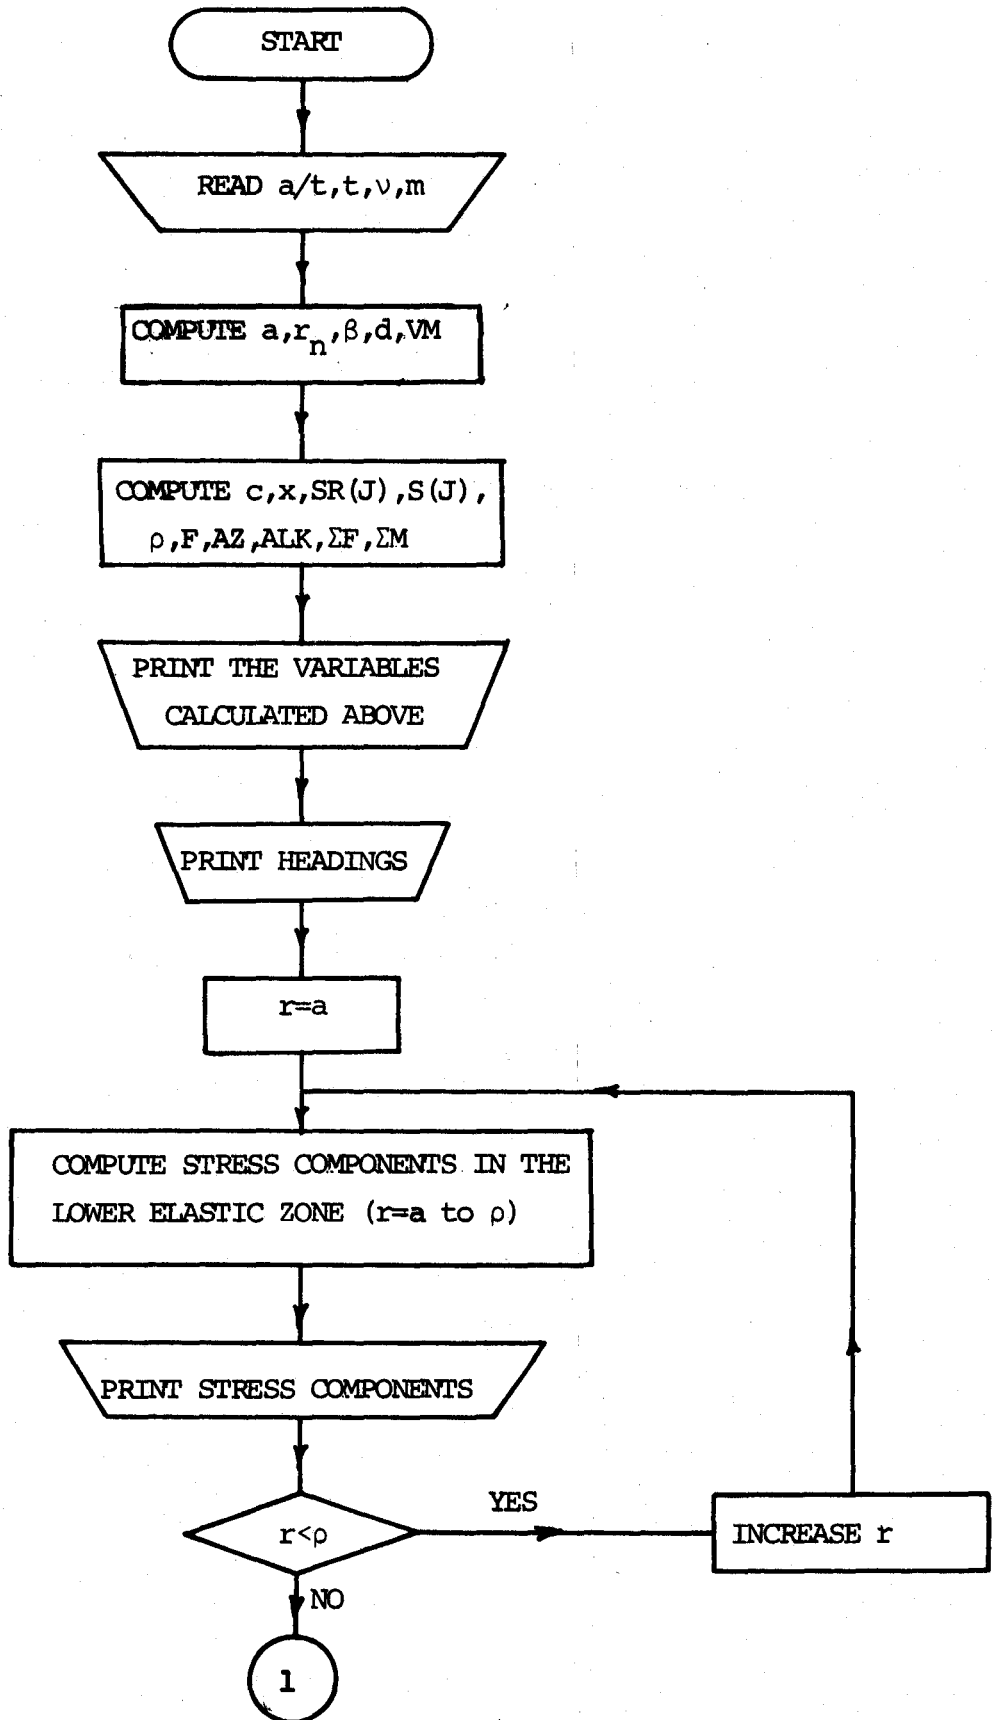 START
READ a/t,t,ν,m
COMPUTE a,rₙ,β,d,VM
COMPUTE c,x,SR(J),S(J),
ρ,F,AZ,ALK,ΣF,ΣM
PRINT THE VARIABLES
CALCULATED ABOVE
PRINT HEADINGS
r=a
COMPUTE STRESS COMPONENTS IN THE
LOWER ELASTIC ZONE (r=a to ρ)
PRINT STRESS COMPONENTS
r<ρ
YES
INCREASE r
NO
1